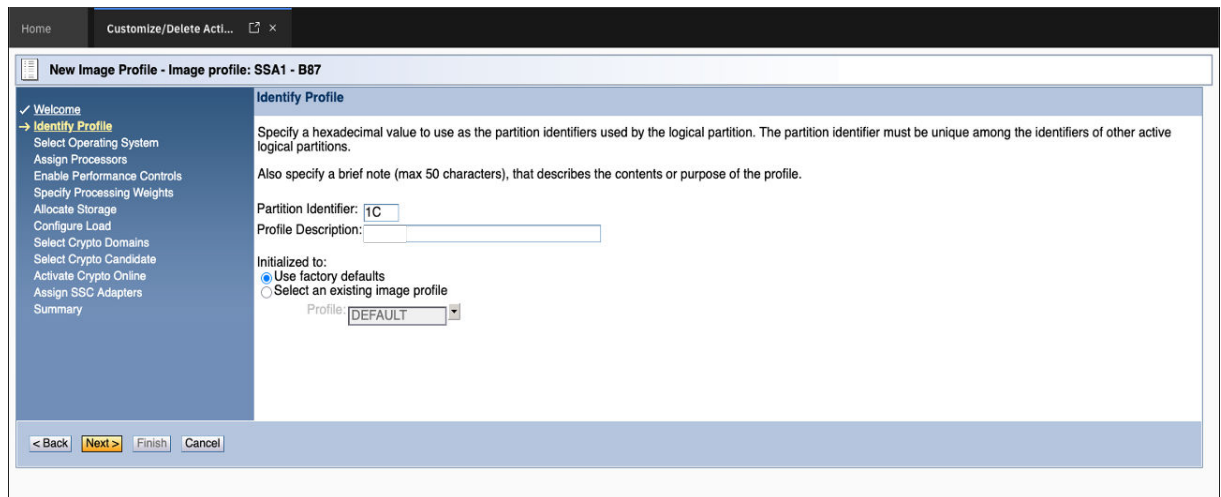 Home
Customize/Delete Acti...
New Image Profile - Image profile: SSA1 - B87
Welcome
Identify Profile
Select Operating System
Assign Processors
Enable Performance Controls
Specify Processing Weights
Allocate Storage
Configure Load
Select Crypto Domains
Select Crypto Candidate
Activate Crypto Online
Assign SSC Adapters
Summary
Identify Profile
Specify a hexadecimal value to use as the partition identifiers used by the logical partition. The partition identifier must be unique among the identifiers of other active
logical partitions.
Also specify a brief note (max 50 characters), that describes the contents or purpose of the profile.
Partition Identifier: 1C
Profile Description:
Initialized to:
Use factory defaults
Select an existing image profile
Profile: DEFAULT
< Back Next > Finish Cancel